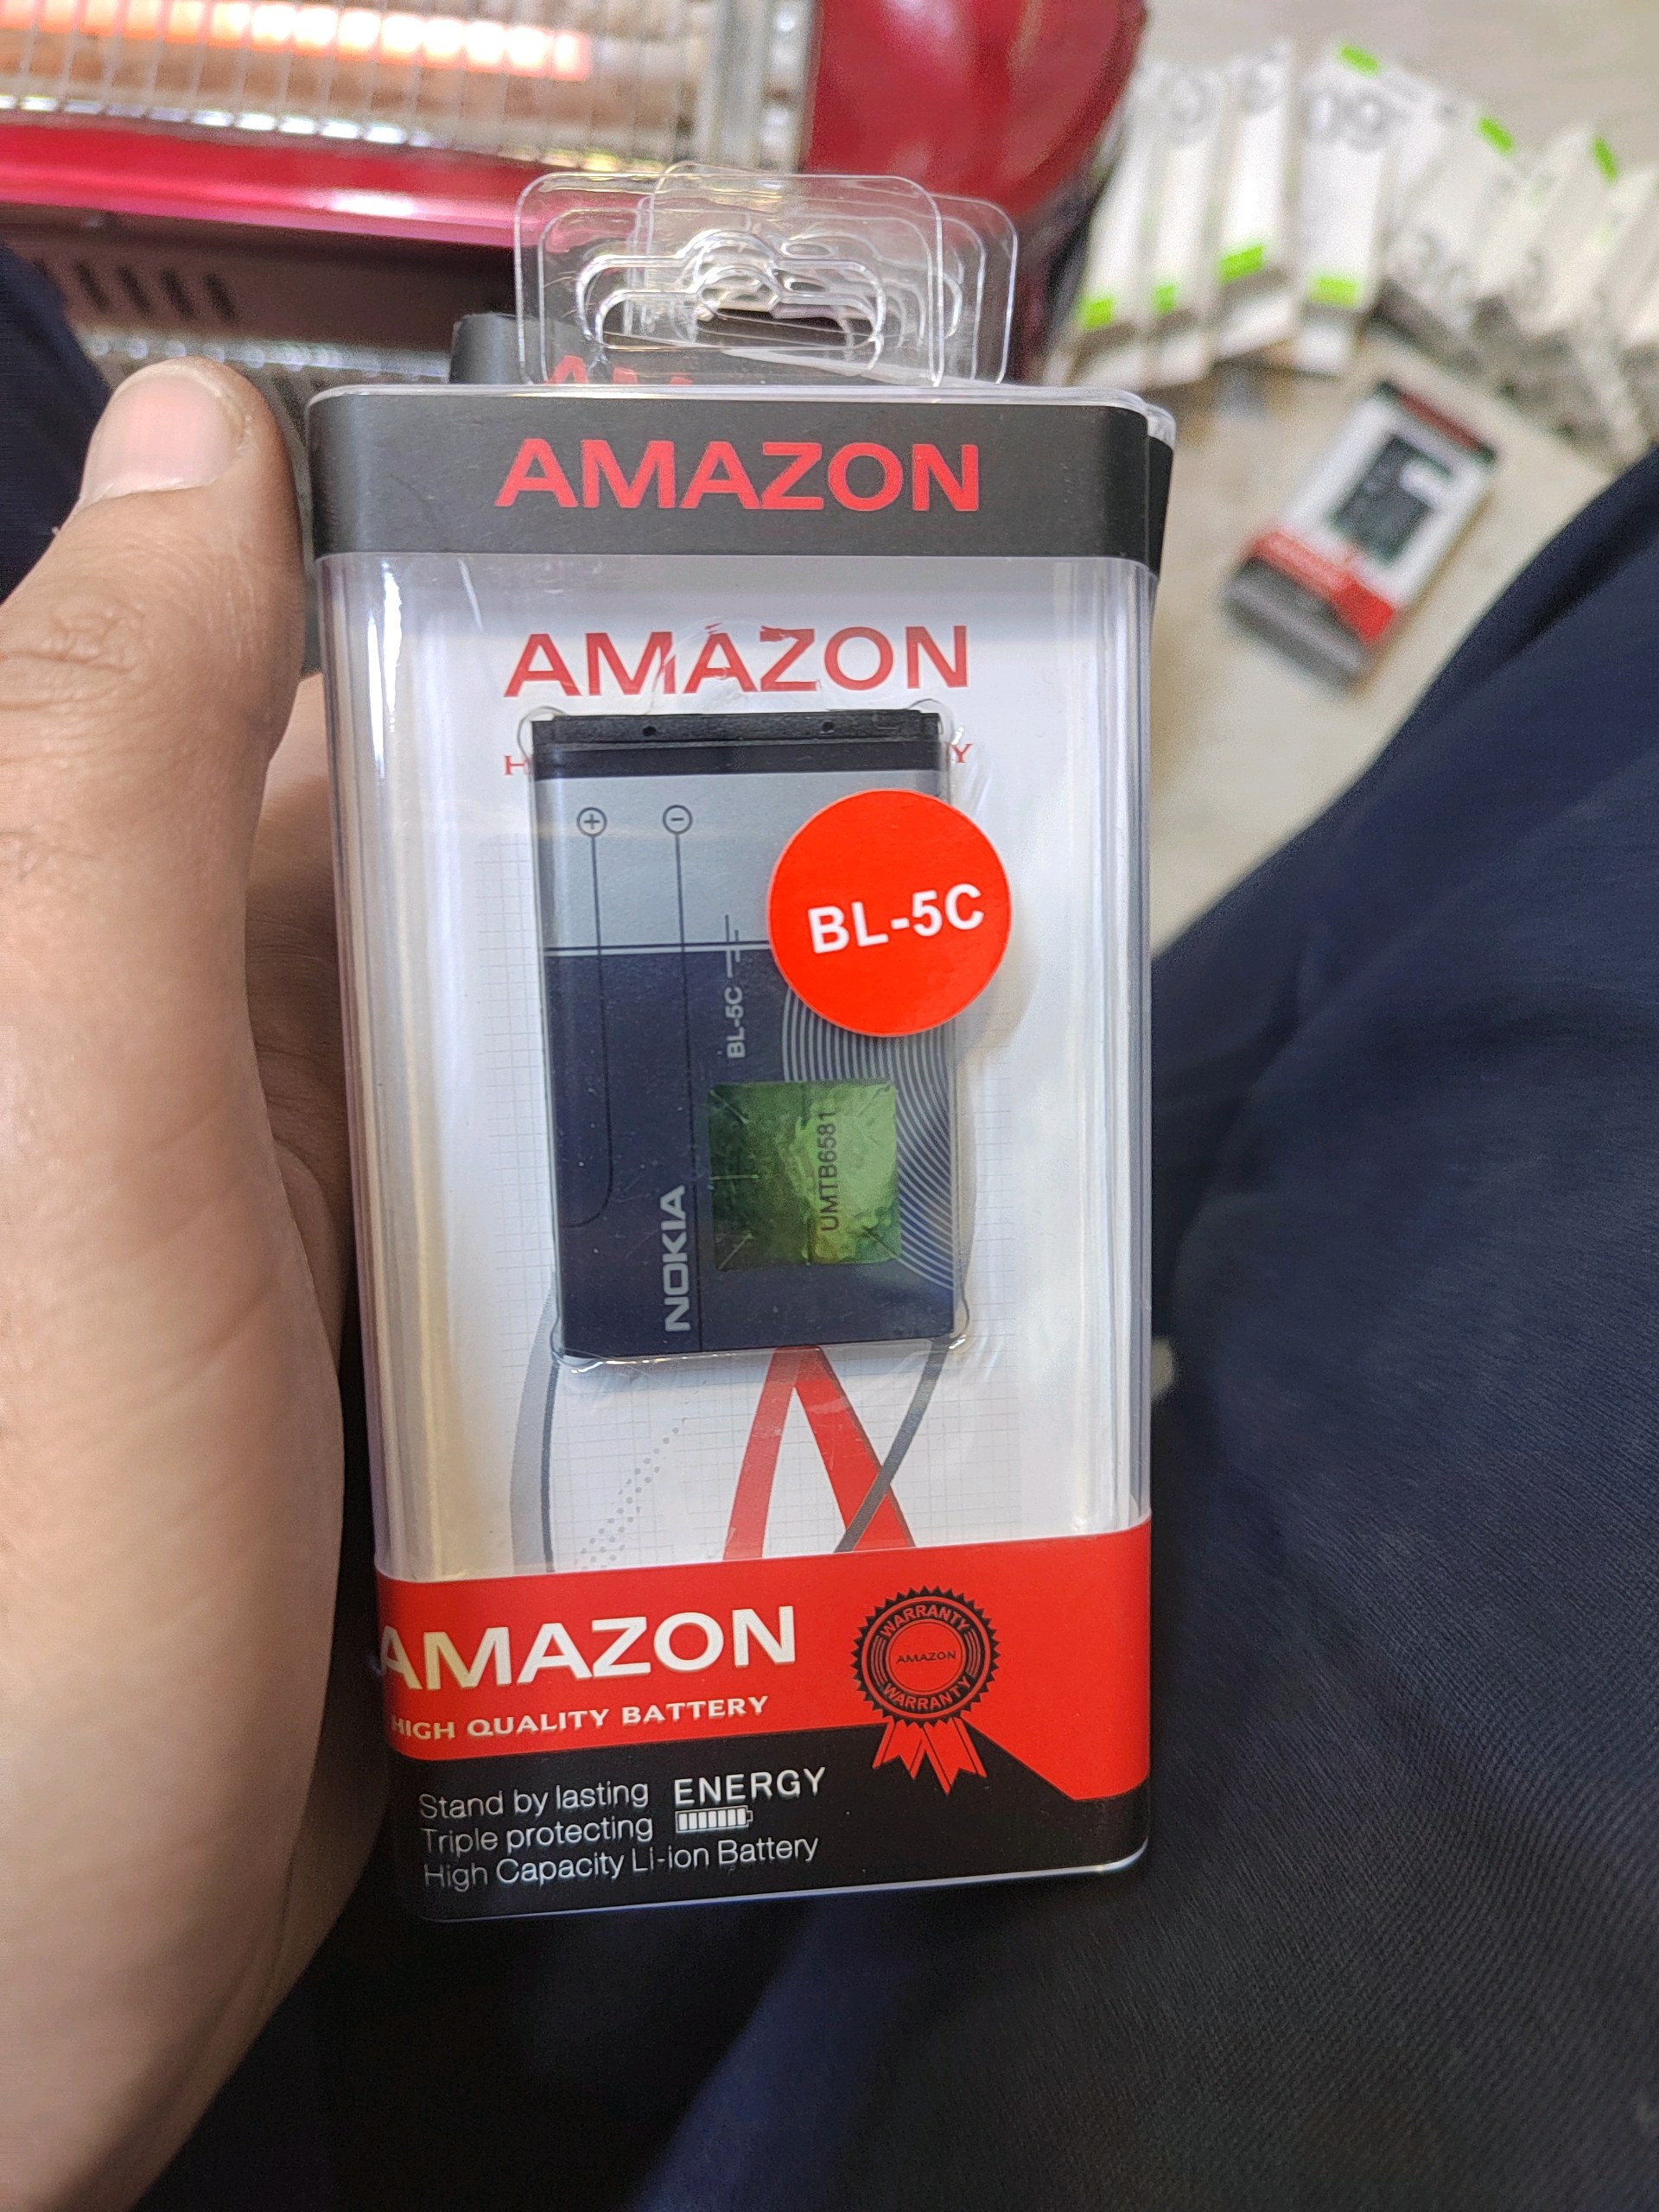 AMAZON
AMAZON
BL-5C
BL-5C
NOKIA
UMTB6581
AMAZON
HIGH QUALITY BATTERY
WARRANTY
AMAZON
WARRANTY
Stand by lasting ENERGY
Triple protecting
High Capacity Li-ion Battery